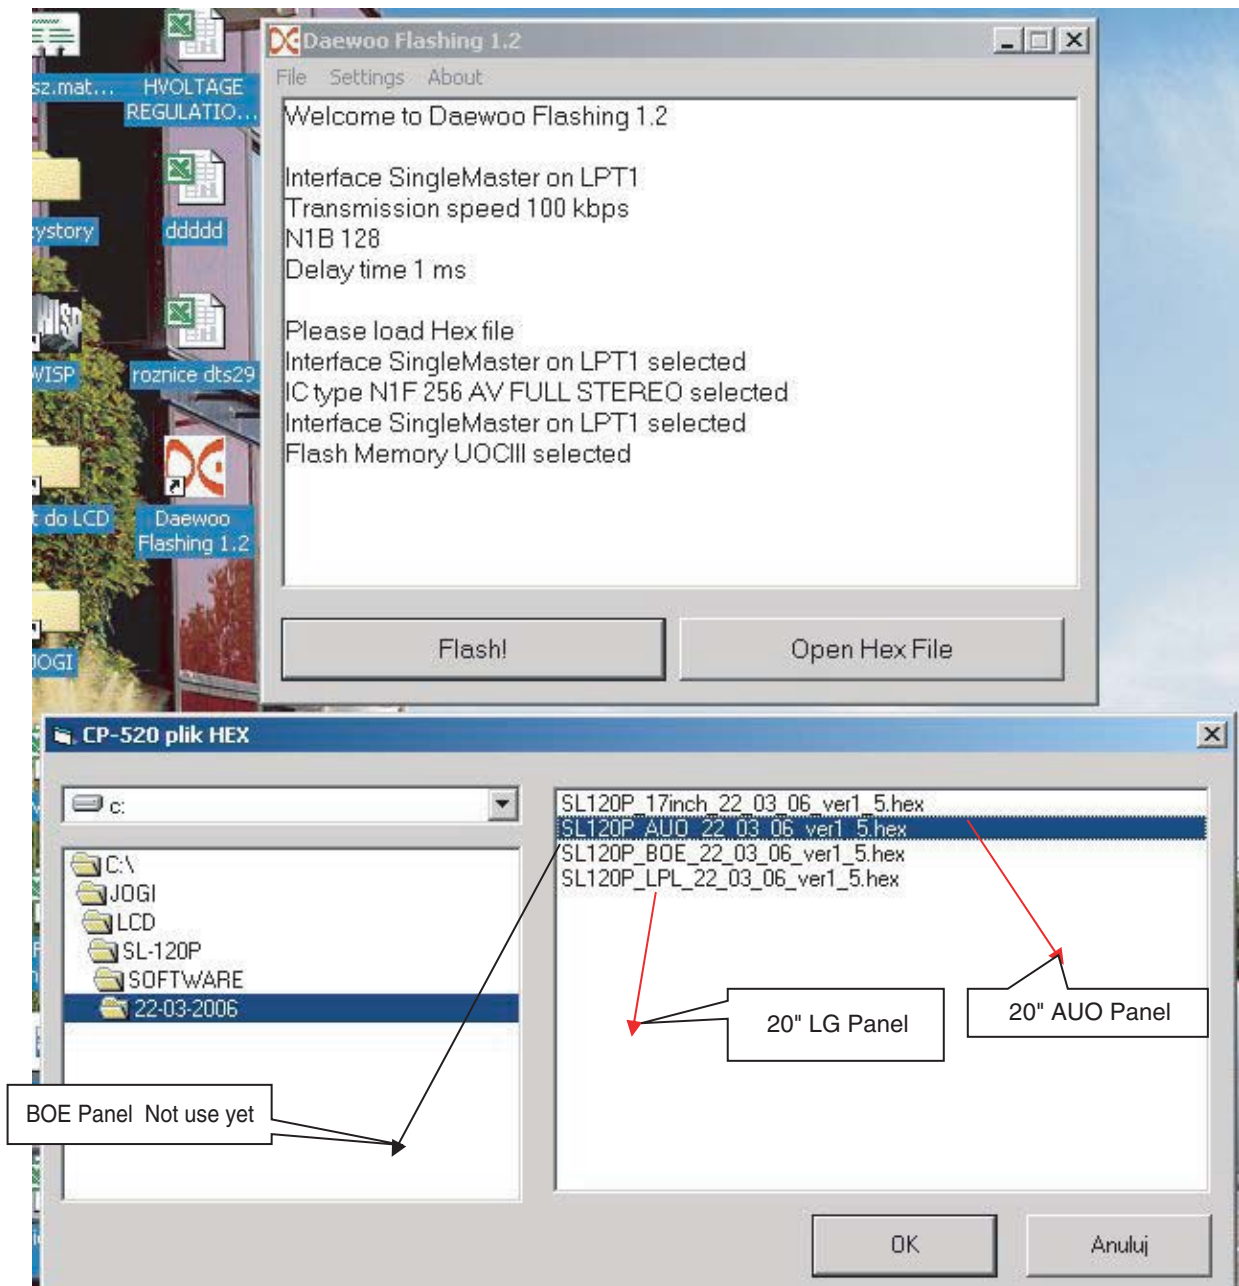 sz.mat...
HVOLTAGE
REGULATIO...
zystory
ddddd
WISP
WISP
roznice dts29
t do LCD
Daewoo
Flashing 1.2
JOGI
Daewoo Flashing 1.2
File Settings About
Welcome to Daewoo Flashing 1.2
Interface SingleMaster on LPT1
Transmission speed 100 kbps
N1B 128
Delay time 1 ms
Please load Hex file
Interface SingleMaster on LPT1 selected
IC type N1F 256 AV FULL STEREO selected
Interface SingleMaster on LPT1 selected
Flash Memory UOCIII selected
Flash!
Open Hex File
CP-520 plik HEX
c:
C:\
JOGI
LCD
SL-120P
SOFTWARE
22-03-2006
SL120P_17inch_22_03_06_ver1_5.hex
SL120P_AUO_22_03_06_ver1_5.hex
SL120P_BOE_22_03_06_ver1_5.hex
SL120P_LPL_22_03_06_ver1_5.hex
20" LG Panel
20" AUO Panel
BOE Panel Not use yet
OK
Anuluj